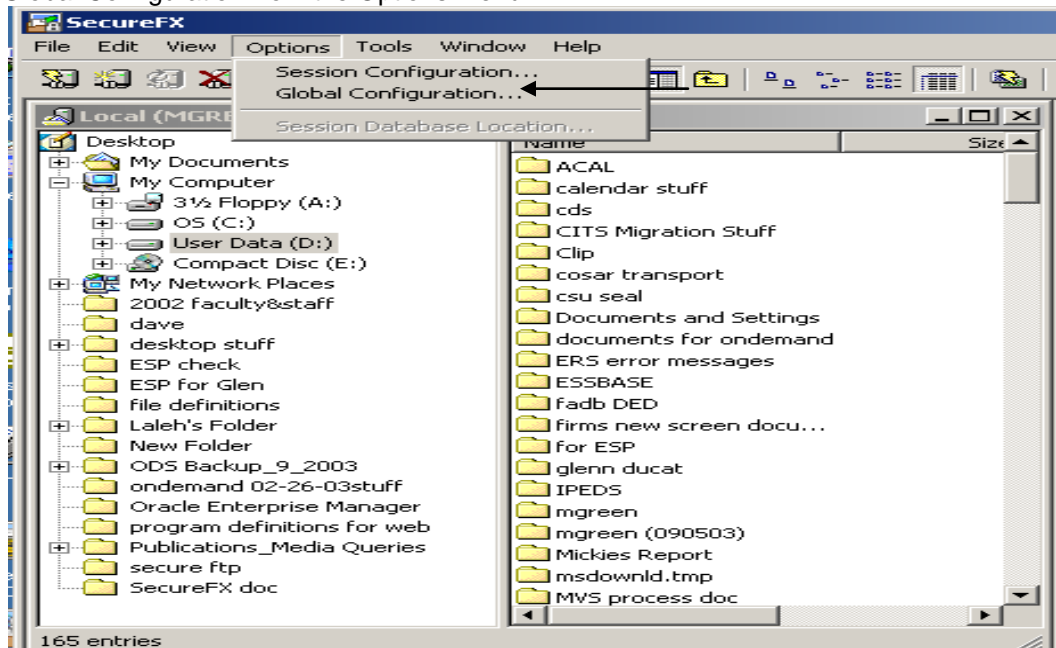 SecureFX
File Edit View Options Tools Window Help
Session Configuration...
Global Configuration...
Session Database Location...
Local (MGRE
Desktop
My Documents
My Computer
3½ Floppy (A:)
OS (C:)
User Data (D:)
Compact Disc (E:)
My Network Places
2002 faculty&staff
dave
desktop stuff
ESP check
ESP for Glen
file definitions
Laleh's Folder
New Folder
ODS Backup_9_2003
ondemand 02-26-03stuff
Oracle Enterprise Manager
program definitions for web
Publications_Media Queries
secure ftp
SecureFX doc
Name Size
ACAL
calendar stuff
cds
CITS Migration Stuff
Clip
cosar transport
csu seal
Documents and Settings
documents for ondemand
ERS error messages
ESSBASE
fadb DED
firms new screen docu...
for ESP
glenn ducat
IPEDS
mgreen
mgreen (090503)
Mickies Report
msdownld.tmp
MVS process doc
165 entries